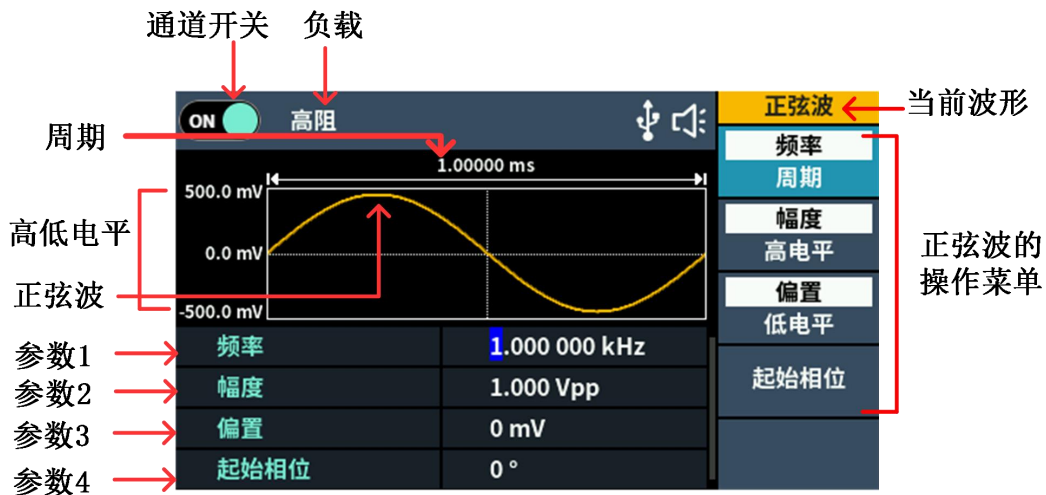 通道开关 负载
ON 高阻 正弦波 当前波形
周期 1.00000 ms
频率
周期
500.0 mV
幅度
高电平
高低电平
0.0 mV
正弦波的
操作菜单
正弦波
偏置
低电平
-500.0 mV
参数1 频率 1.000 000 kHz
起始相位
参数2 幅度 1.000 Vpp
参数3 偏置 0 mV
参数4 起始相位 0 °